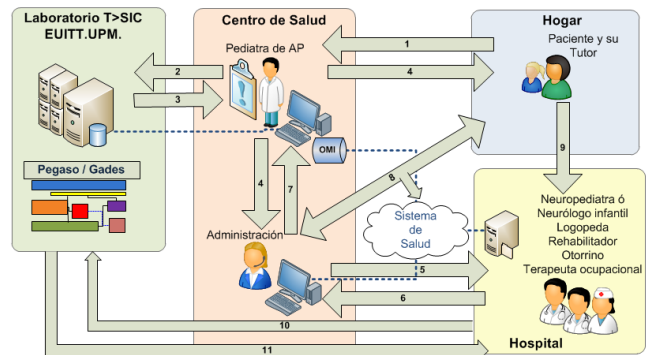 Laboratorio T>SIC
EUITT.UPM.
Pegaso / Gades
Centro de Salud
Pediatra de AP
OMI
Administración
Hogar
Paciente y su
Tutor
Sistema
de
Salud
Neuropediatra ó
Neurólogo infantil
Logopeda
Rehabilitador
Otorrino
Terapeuta ocupacional
Hospital
1
2
3
4
4
7
8
9
5
6
10
11